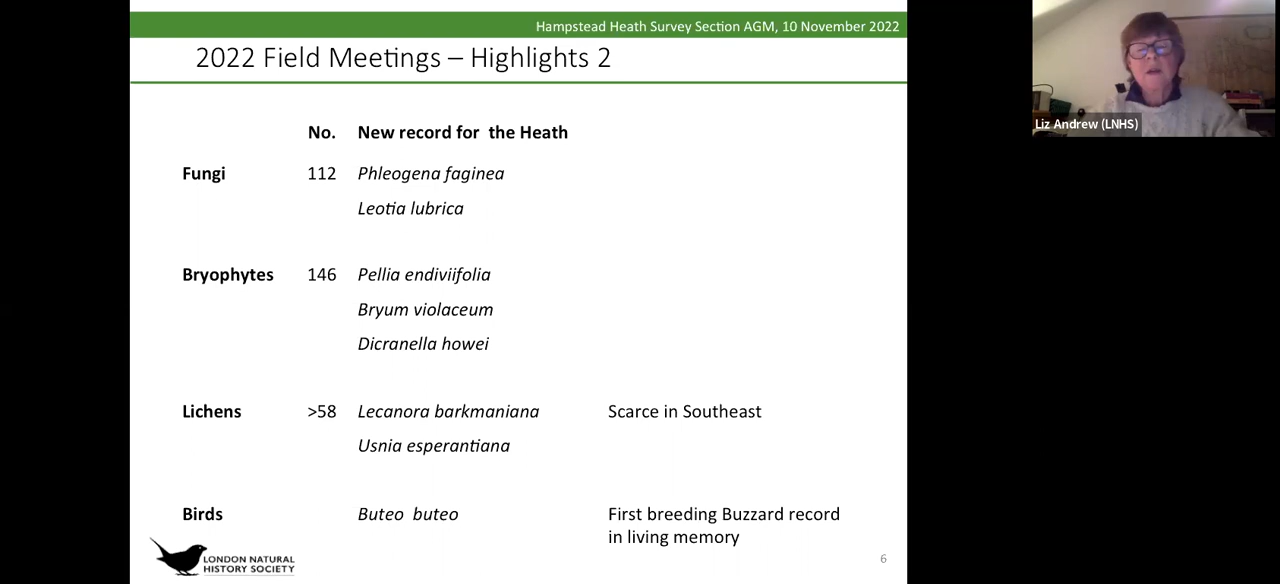 Hampstead Heath Survey Section AGM, 10 November 2022
2022 Field Meetings – Highlights 2
No. New record for the Heath
Fungi 112 Phleogena faginea
Leotia lubrica
Bryophytes 146 Pellia endiviifolia
Bryum violaceum
Dicranella howei
Lichens >58 Lecanora barkmaniana Scarce in Southeast
Usnia esperantiana
Birds Buteo buteo First breeding Buzzard record
in living memory
LONDON NATURAL
HISTORY SOCIETY
6
Liz Andrew (LNHS)